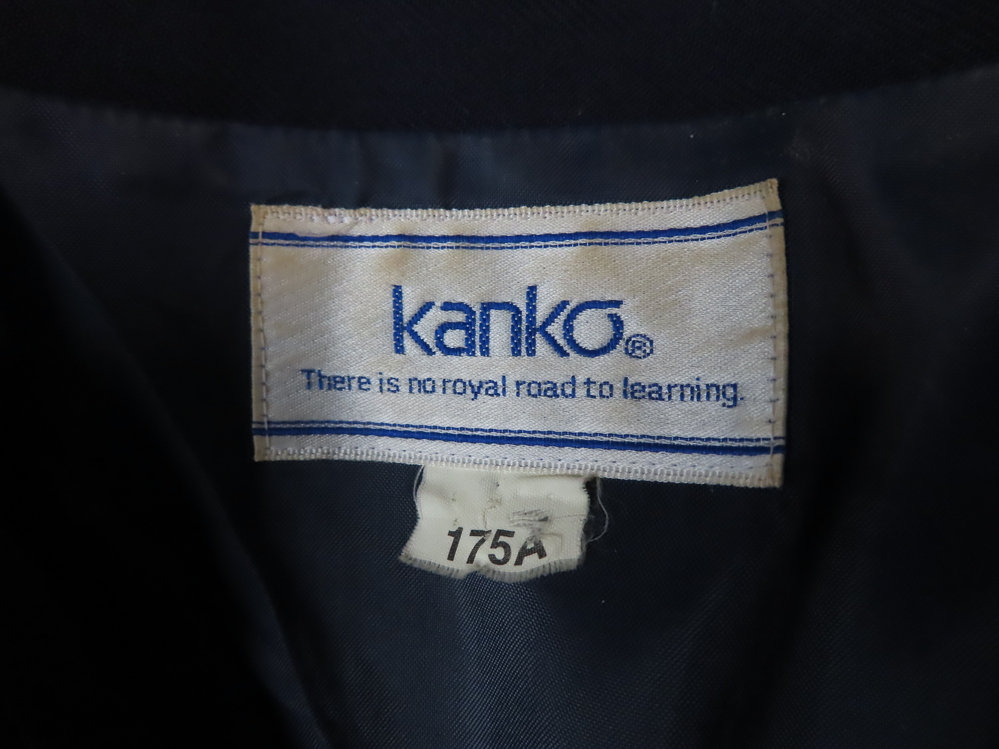 kanko®
There is no royal road to learning.
175A